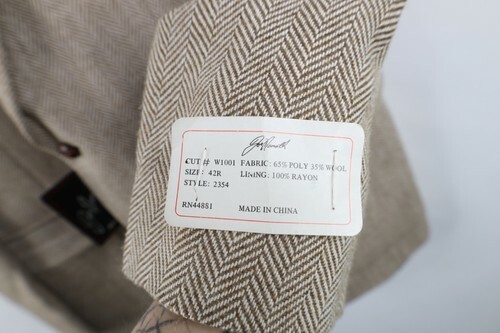 CUT # W1001 FABRIC: 65% POLY 35% WOOL
SIZE: 42R LINING: 100% RAYON
STYLE: 2354
RN44881 MADE IN CHINA